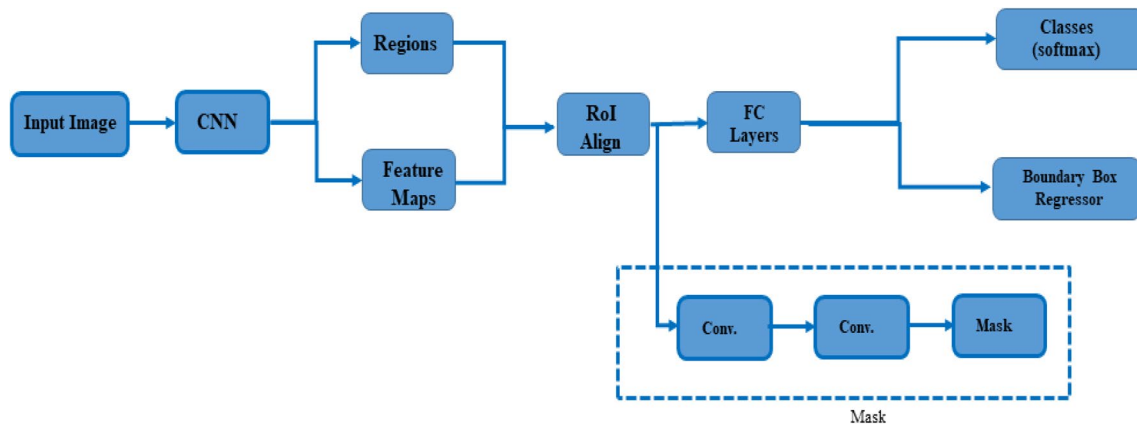 Input Image
CNN
Regions
Feature
Maps
RoI
Align
FC
Layers
Classes
(softmax)
Boundary Box
Regressor
Conv.
Conv.
Mask
Mask